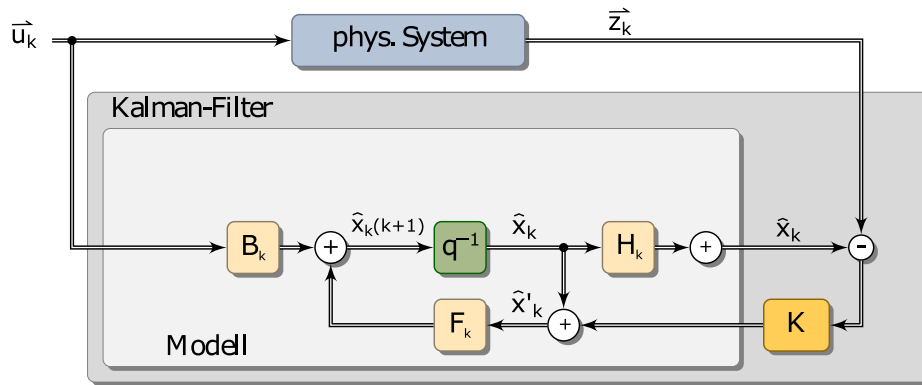 u⃗ₖ
phys. System
z⃗ₖ
Kalman-Filter
Bₖ
+
x̂ₖ(k+1)
q⁻¹
x̂ₖ
Hₖ
+
x̂ₖ
-
Fₖ
x̂'ₖ
+
K
Modell